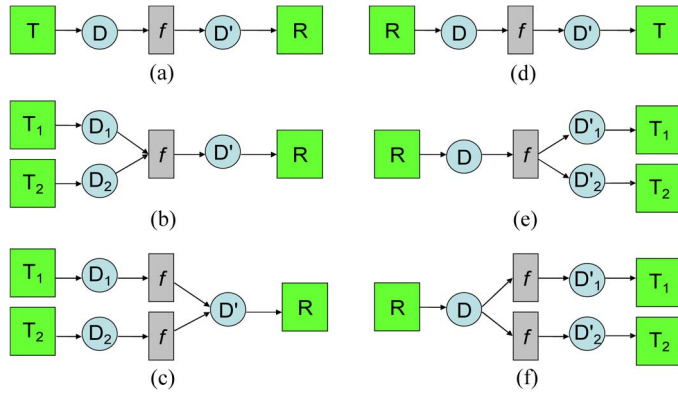 T D f D' R R D f D' T
(a) (d)
T₁ D₁ D'₁ T₁
f D' R R D f
T₂ D₂ D'₂ T₂
(b) (e)
T₁ D₁ f f D'₁ T₁
D' R R D
T₂ D₂ f f D'₂ T₂
(c) (f)